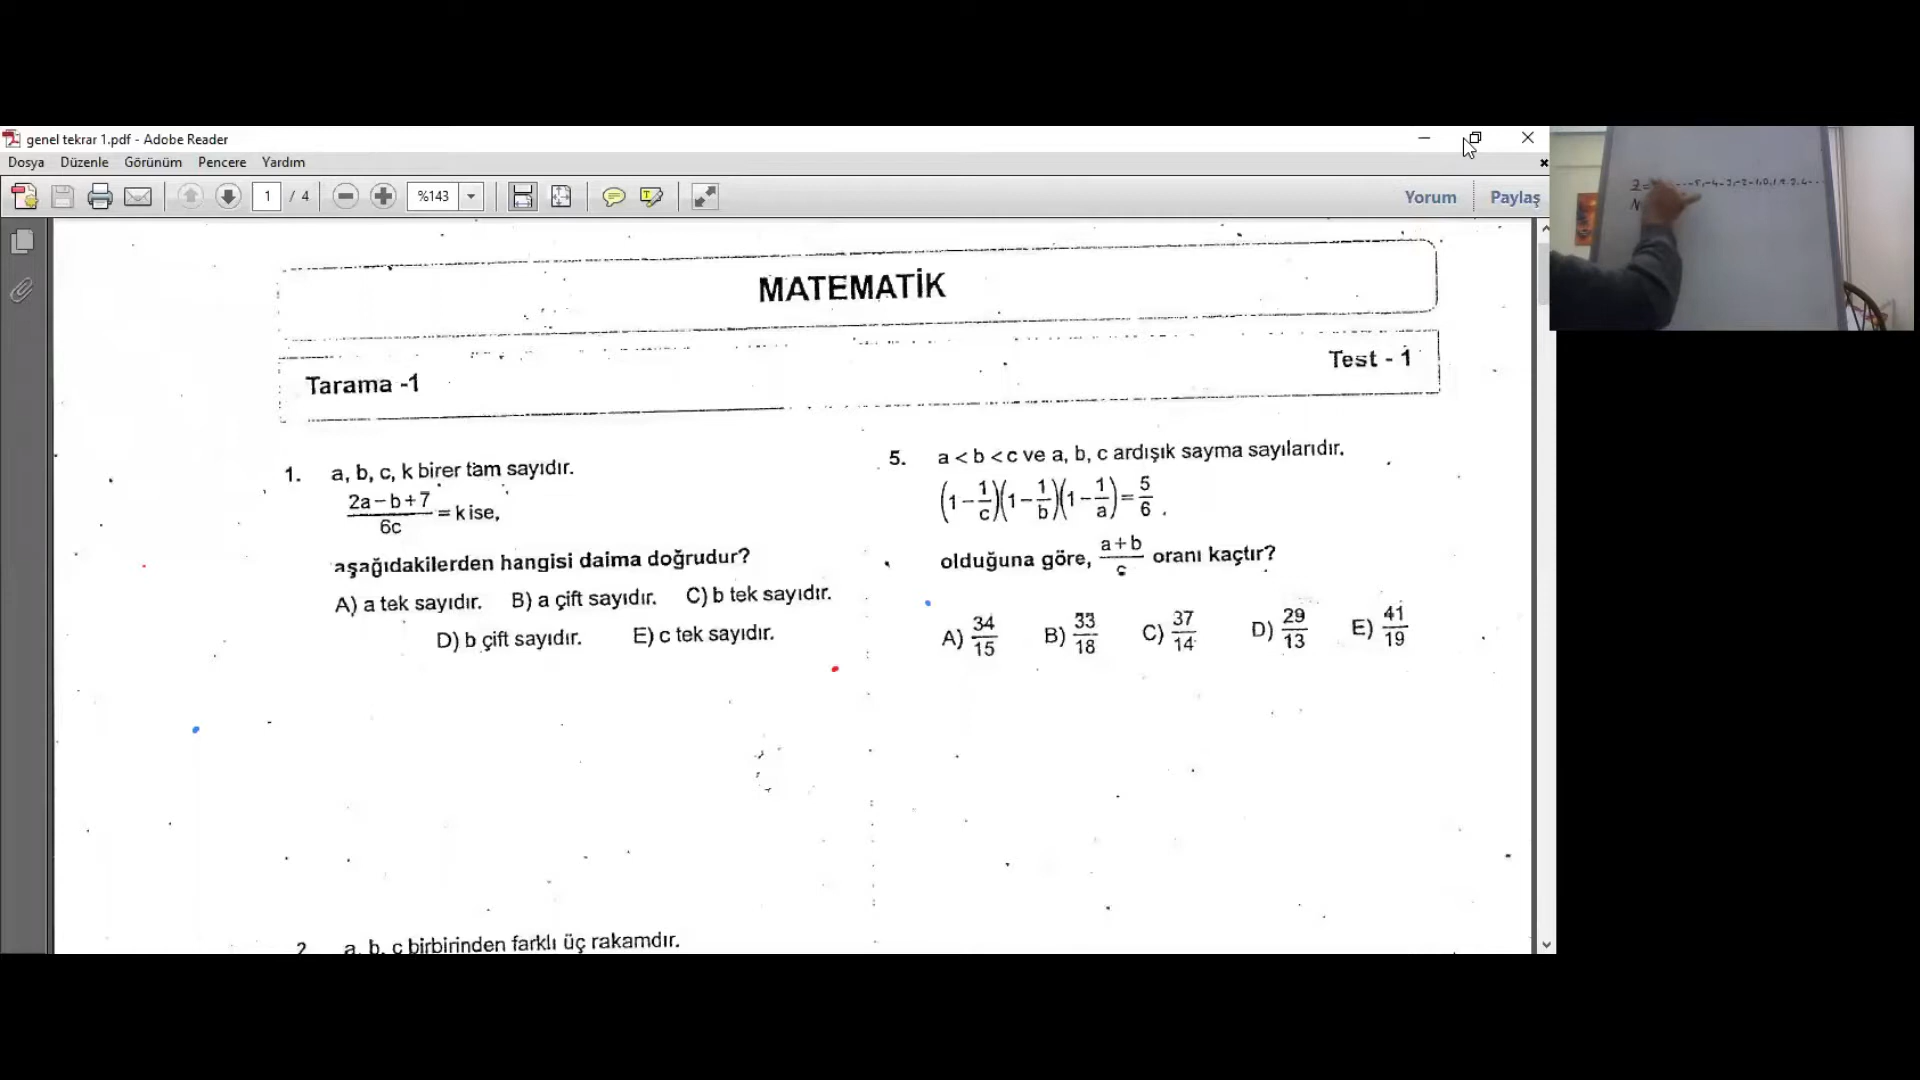 genel tekrar 1.pdf - Adobe Reader
Dosya Düzenle Görünüm Pencere Yardım
1 / 4 %143 Yorum Paylaş
MATEMATİK
Tarama -1
Test - 1
1. a, b, c, k birer tam sayıdır.
(2a - b + 7)/(6c) = k ise,
aşağıdakilerden hangisi daima doğrudur?
A) a tek sayıdır. B) a çift sayıdır. C) b tek sayıdır.
D) b çift sayıdır. E) c tek sayıdır.
2 a, b, c birbirinden farklı üç rakamdır.
5. a < b < c ve a, b, c ardışık sayma sayılarıdır.
(1 - 1/c)(1 - 1/b)(1 - 1/a) = 5/6 .
olduğuna göre, (a+b)/c oranı kaçtır?
A) 34/15 B) 33/18 C) 37/14 D) 29/13 E) 41/19